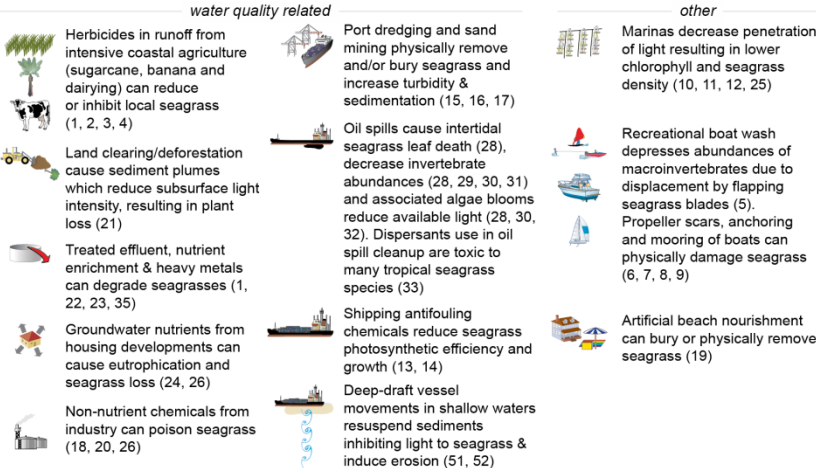 water quality related
Herbicides in runoff from
intensive coastal agriculture
(sugarcane, banana and
dairying) can reduce
or inhibit local seagrass
(1, 2, 3, 4)
Land clearing/deforestation
cause sediment plumes
which reduce subsurface light
intensity, resulting in plant
loss (21)
Treated effluent, nutrient
enrichment & heavy metals
can degrade seagrasses (1,
22, 23, 35)
Groundwater nutrients from
housing developments can
cause eutrophication and
seagrass loss (24, 26)
Non-nutrient chemicals from
industry can poison seagrass
(18, 20, 26)
Port dredging and sand
mining physically remove
and/or bury seagrass and
increase turbidity &
sedimentation (15, 16, 17)
Oil spills cause intertidal
seagrass leaf death (28),
decrease invertebrate
abundances (28, 29, 30, 31)
and associated algae blooms
reduce available light (28, 30,
32). Dispersants use in oil
spill cleanup are toxic to
many tropical seagrass
species (33)
Shipping antifouling
chemicals reduce seagrass
photosynthetic efficiency and
growth (13, 14)
Deep-draft vessel
movements in shallow waters
resuspend sediments
inhibiting light to seagrass &
induce erosion (51, 52)
other
Marinas decrease penetration
of light resulting in lower
chlorophyll and seagrass
density (10, 11, 12, 25)
Recreational boat wash
depresses abundances of
macroinvertebrates due to
displacement by flapping
seagrass blades (5).
Propeller scars, anchoring
and mooring of boats can
physically damage seagrass
(6, 7, 8, 9)
Artificial beach nourishment
can bury or physically remove
seagrass (19)